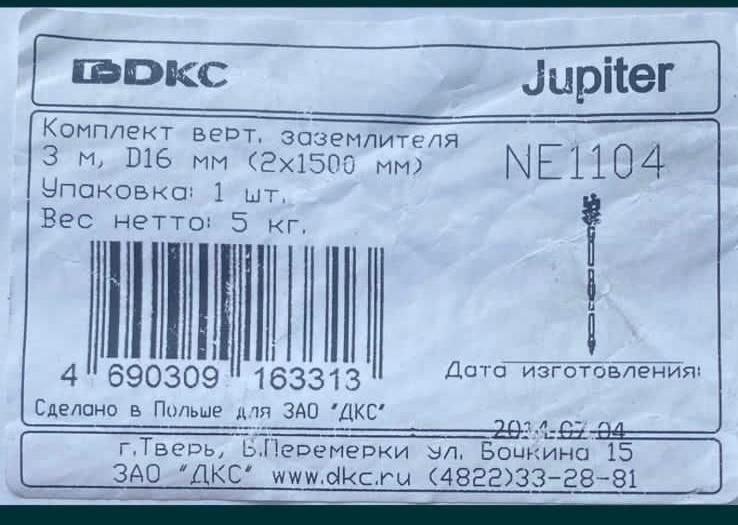 DKC
Jupiter
Комплект верт. заземлителя
3 м, D16 мм (2x1500 мм)
NE1104
Упаковка: 1 шт.
Вес нетто: 5 кг.
4 690309 163313
Дата изготовления:
Сделано в Польше для ЗАО "ДКС"
2014-07-04
г.Тверь, Б.Перемерки ул. Бочкина 15
ЗАО "ДКС" www.dkc.ru (4822)33-28-81